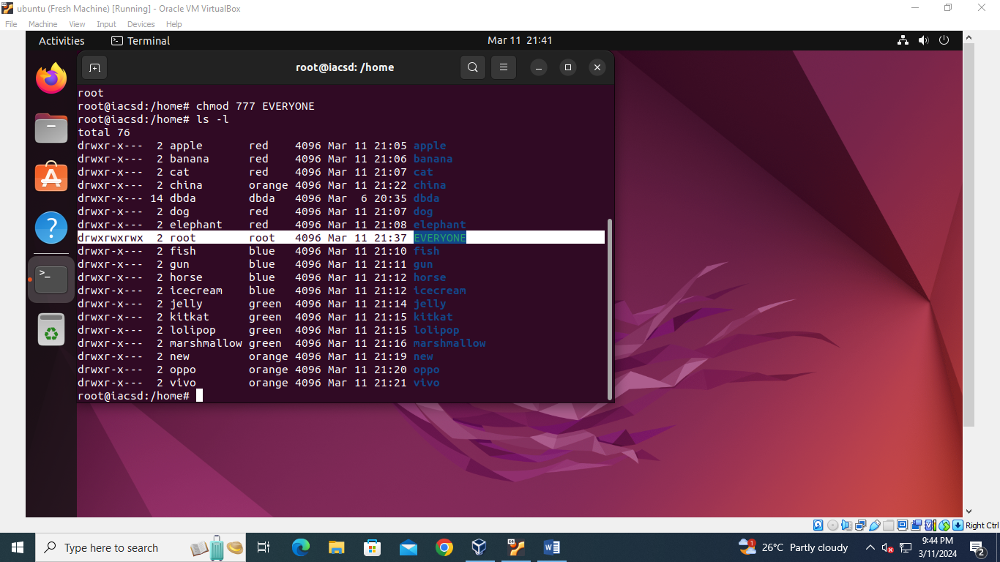 ubuntu (Fresh Machine) [Running] - Oracle VM VirtualBox
File Machine View Input Devices Help
Activities Terminal Mar 11 21:41
root@iacsd: /home
root
root@iacsd:/home# chmod 777 EVERYONE
root@iacsd:/home# ls -l
total 76
drwxr-x--- 2 apple red 4096 Mar 11 21:05 apple
drwxr-x--- 2 banana red 4096 Mar 11 21:06 banana
drwxr-x--- 2 cat red 4096 Mar 11 21:07 cat
drwxr-x--- 2 china orange 4096 Mar 11 21:22 china
drwxr-x--- 14 dbda dbda 4096 Mar 6 20:35 dbda
drwxr-x--- 2 dog red 4096 Mar 11 21:07 dog
drwxr-x--- 2 elephant red 4096 Mar 11 21:08 elephant
drwxrwxrwx 2 root root 4096 Mar 11 21:37 EVERYONE
drwxr-x--- 2 fish blue 4096 Mar 11 21:10 fish
drwxr-x--- 2 gun blue 4096 Mar 11 21:11 gun
drwxr-x--- 2 horse blue 4096 Mar 11 21:12 horse
drwxr-x--- 2 icecream blue 4096 Mar 11 21:12 icecream
drwxr-x--- 2 jelly green 4096 Mar 11 21:14 jelly
drwxr-x--- 2 kitkat green 4096 Mar 11 21:15 kitkat
drwxr-x--- 2 lolipop green 4096 Mar 11 21:15 lolipop
drwxr-x--- 2 marshmallow green 4096 Mar 11 21:16 marshmallow
drwxr-x--- 2 new orange 4096 Mar 11 21:19 new
drwxr-x--- 2 oppo orange 4096 Mar 11 21:20 oppo
drwxr-x--- 2 vivo orange 4096 Mar 11 21:21 vivo
root@iacsd:/home#
Right Ctrl
Type here to search
1 26°C Partly cloudy
9:44 PM
3/11/2024
2